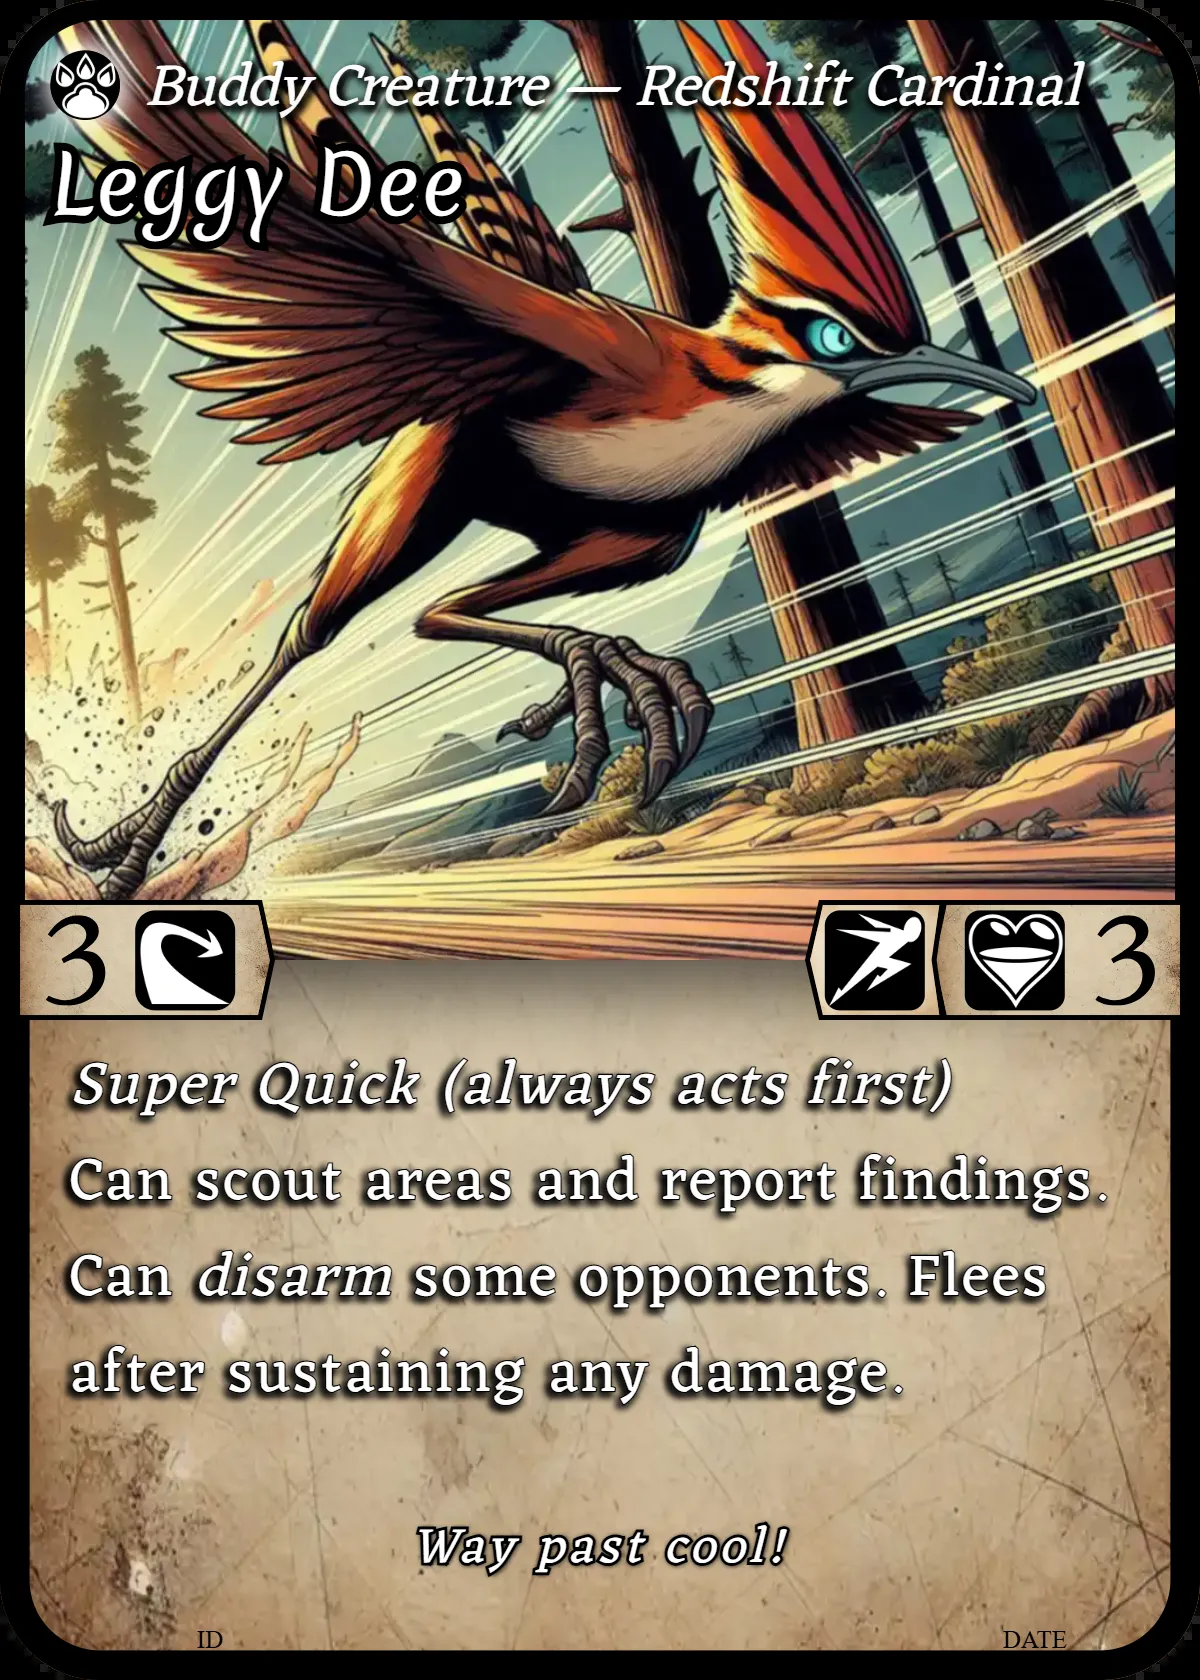 Buddy Creature — Redshift Cardinal
Leggy Dee
3
3
Super Quick (always acts first)
Can scout areas and report findings.
Can disarm some opponents. Flees
after sustaining any damage.
Way past cool!
ID
DATE